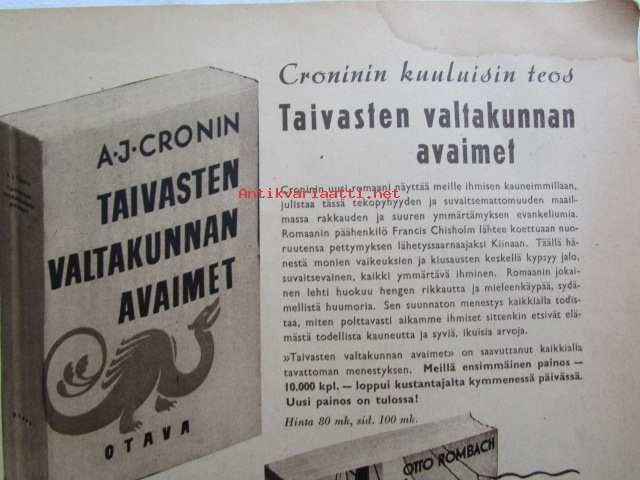 Croninin kuuluisin teos
Taivasten valtakunnan
avaimet
A·J·CRONIN
TAIVASTEN
VALTAKUNNAN
AVAIMET
OTAVA
Antikvariaatti.net
Croninin uusi romaani näyttää meille ihmisen kauneimmillaan,
julistaa tässä tekopyhyyden ja suvaitsemattomuuden maail-
massa rakkauden ja suuren ymmärtämyksen evankeliumia.
Romaanin päähenkilö Francis Chisholm lähtee koettuaan nuo-
ruutensa pettymyksen lähetyssaarnaajaksi Kiinaan. Täällä hä-
nestä monien vaikeuksien ja kiusausten keskellä kypsyy jalo,
suvaitsevainen, kaikki ymmärtävä ihminen. Romaanin jokai-
nen lehti huokuu hengen rikkautta ja mieleenkäypää, sydä-
mellistä huumoria. Sen suunnaton menestys kaikkialla todis-
taa, miten polttavasti aikamme ihmiset sittenkin etsivät elä-
mästä todellista kauneutta ja syviä, ikuisia arvoja.
»Taivasten valtakunnan avaimet» on saavuttanut kaikkialla
tavattoman menestyksen. Meillä ensimmäinen painos —
10.000 kpl. — loppui kustantajalta kymmenessä päivässä.
Uusi painos on tulossa!
Hinta 80 mk, sid. 100 mk.
OTTO ROMBACH